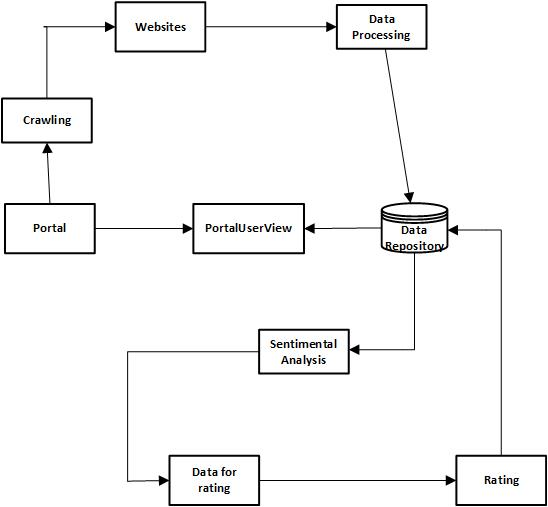 Websites
Data
Processing
Crawling
Portal
PortalUserView
Data
Repository
Sentimental
Analysis
Data for
rating
Rating